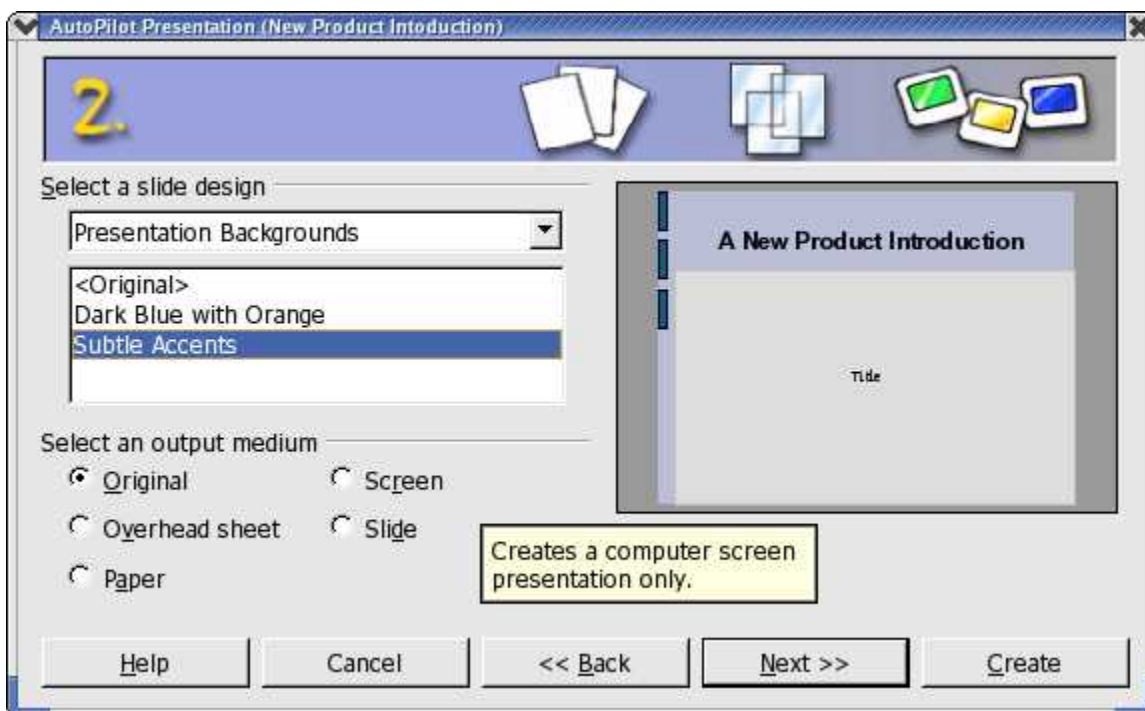 AutoPilot Presentation (New Product Intoduction)
2.
Select a slide design
Presentation Backgrounds
<Original>
Dark Blue with Orange
Subtle Accents
A New Product Introduction
Title
Select an output medium
Original
Screen
Overhead sheet
Slide
Paper
Creates a computer screen
presentation only.
Help
Cancel
<< Back
Next >>
Create